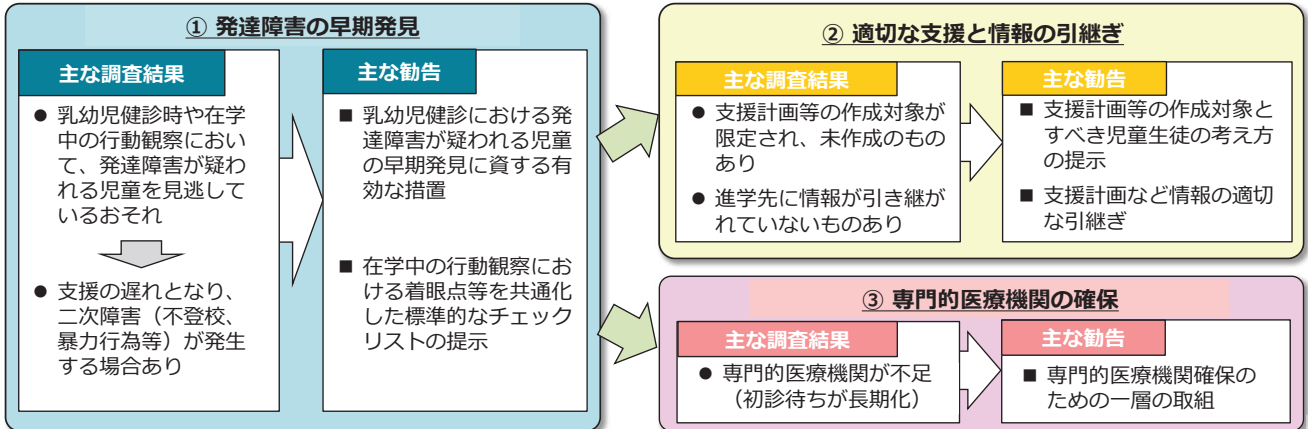 ① 発達障害の早期発見
主な調査結果
● 乳幼児健診時や在学
中の行動観察におい
て、発達障害が疑わ
れる児童を見逃して
いるおそれ
● 支援の遅れとなり、
二次障害（不登校、
暴力行為等）が発生
する場合あり
主な勧告
■ 乳幼児健診における発
達障害が疑われる児童
の早期発見に資する有
効な措置
■ 在学中の行動観察にお
ける着眼点等を共通化
した標準的なチェック
リストの提示
② 適切な支援と情報の引継ぎ
主な調査結果
● 支援計画等の作成対象が
限定され、未作成のもの
あり
● 進学先に情報が引き継が
れていないものあり
主な勧告
■ 支援計画等の作成対象と
すべき児童生徒の考え方
の提示
■ 支援計画など情報の適切
な引継ぎ
③ 専門的医療機関の確保
主な調査結果
● 専門的医療機関が不足
（初診待ちが長期化）
主な勧告
■ 専門的医療機関確保の
ための一層の取組